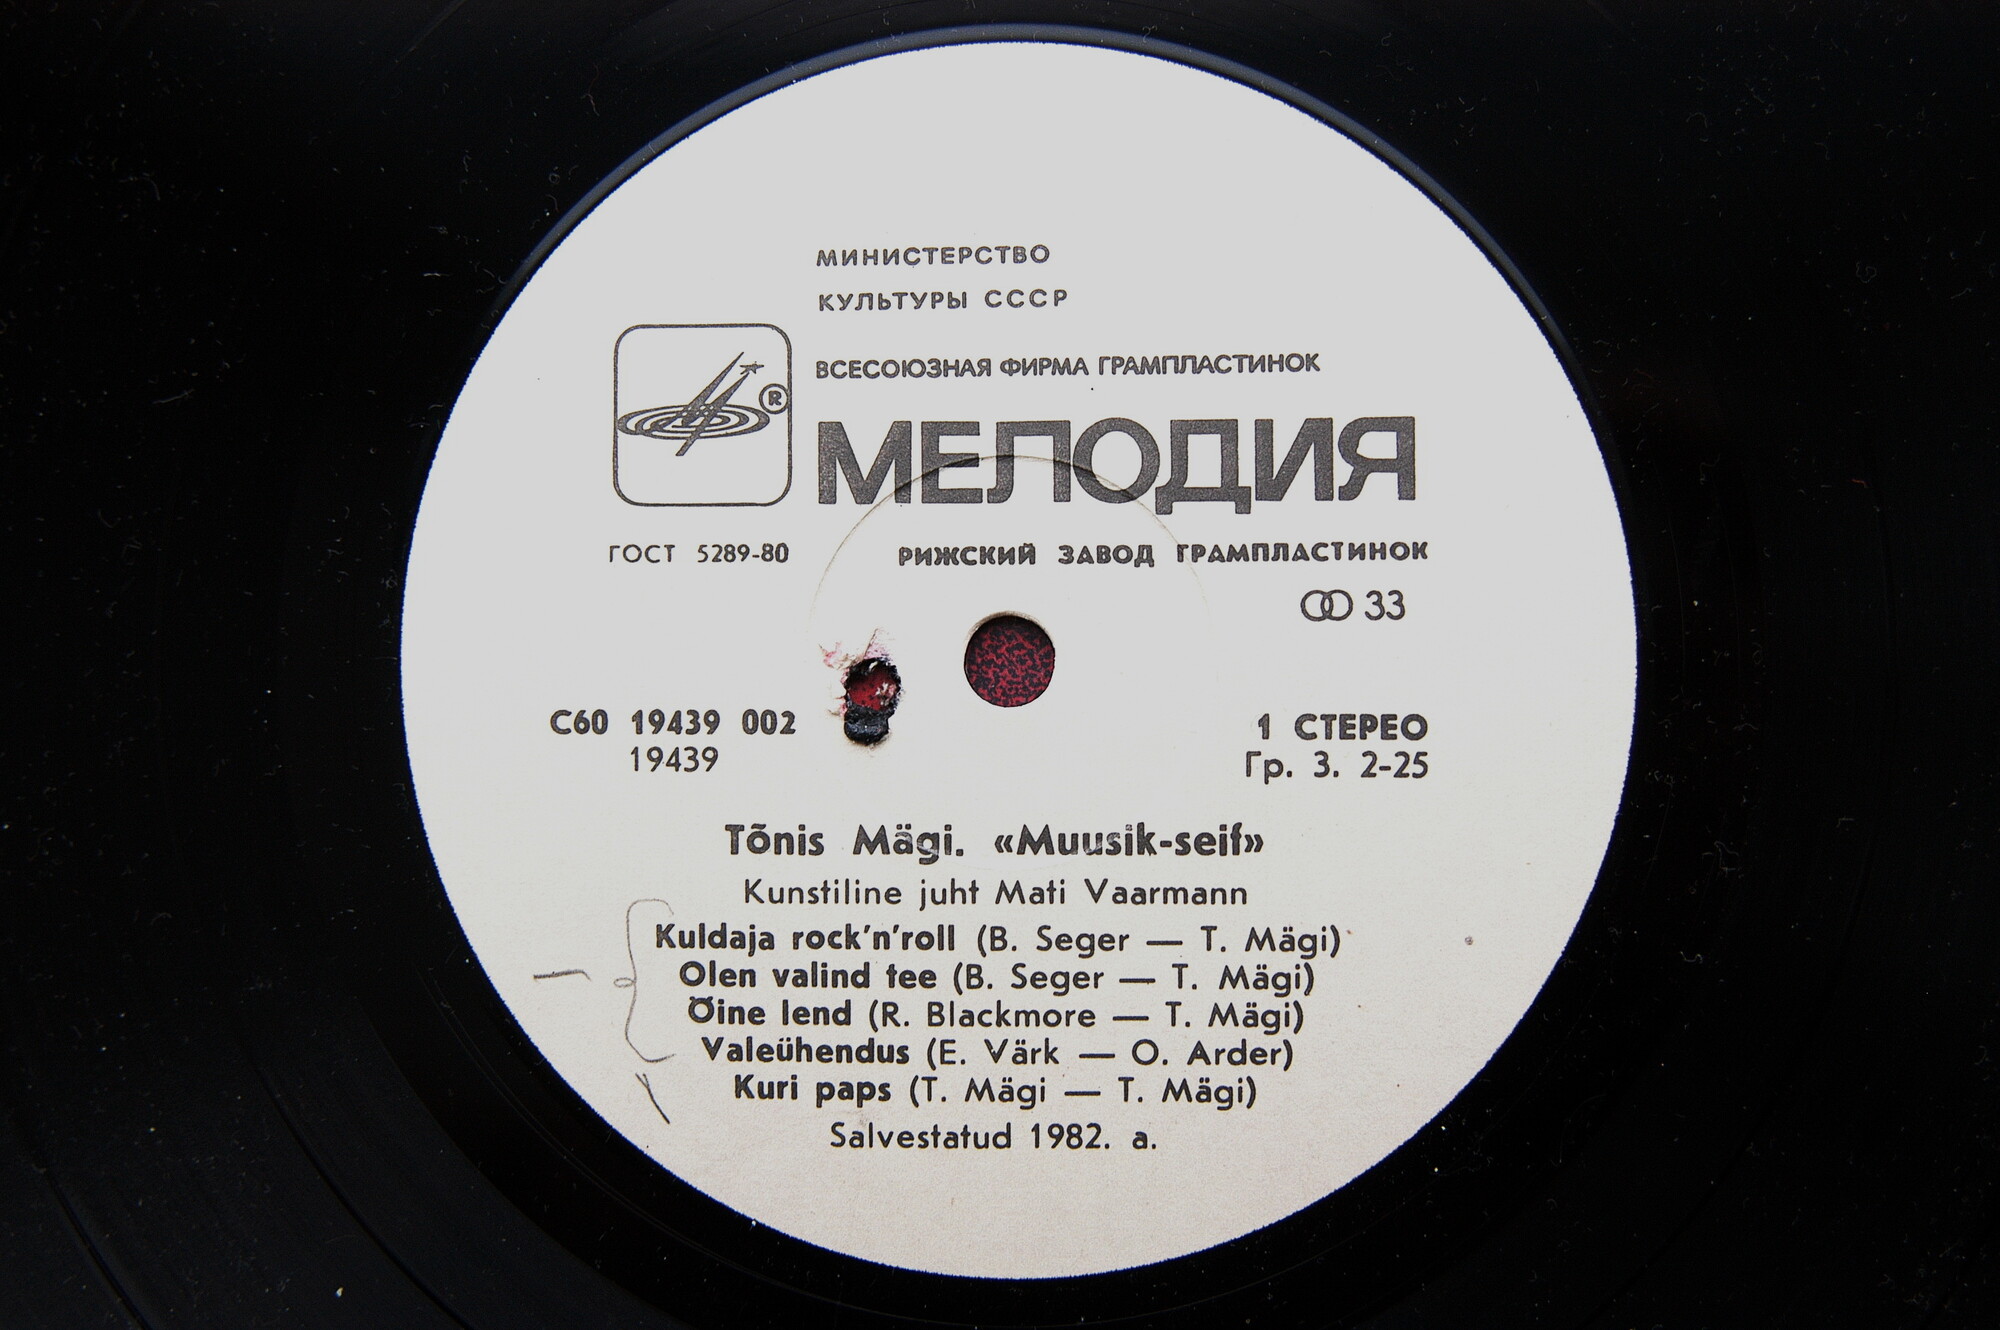 МИНИСТЕРСТВО
КУЛЬТУРЫ СССР
ВСЕСОЮЗНАЯ ФИРМА ГРАМПЛАСТИНОК
®
МЕЛОДИЯ
ГОСТ 5289-80 РИЖСКИЙ ЗАВОД ГРАМПЛАСТИНОК
33
С60 19439 002 1 СТЕРЕО
19439 Гр. 3. 2-25
Tõnis Mägi. «Muusik-seif»
Kunstiline juht Mati Vaarmann
Kuldaja rock’n’roll (B. Seger — T. Mägi)
Olen valind tee (B. Seger — T. Mägi)
Öine lend (R. Blackmore — T. Mägi)
Valeühendus (E. Värk — O. Arder)
Kuri paps (T. Mägi — T. Mägi)
Salvestatud 1982. a.